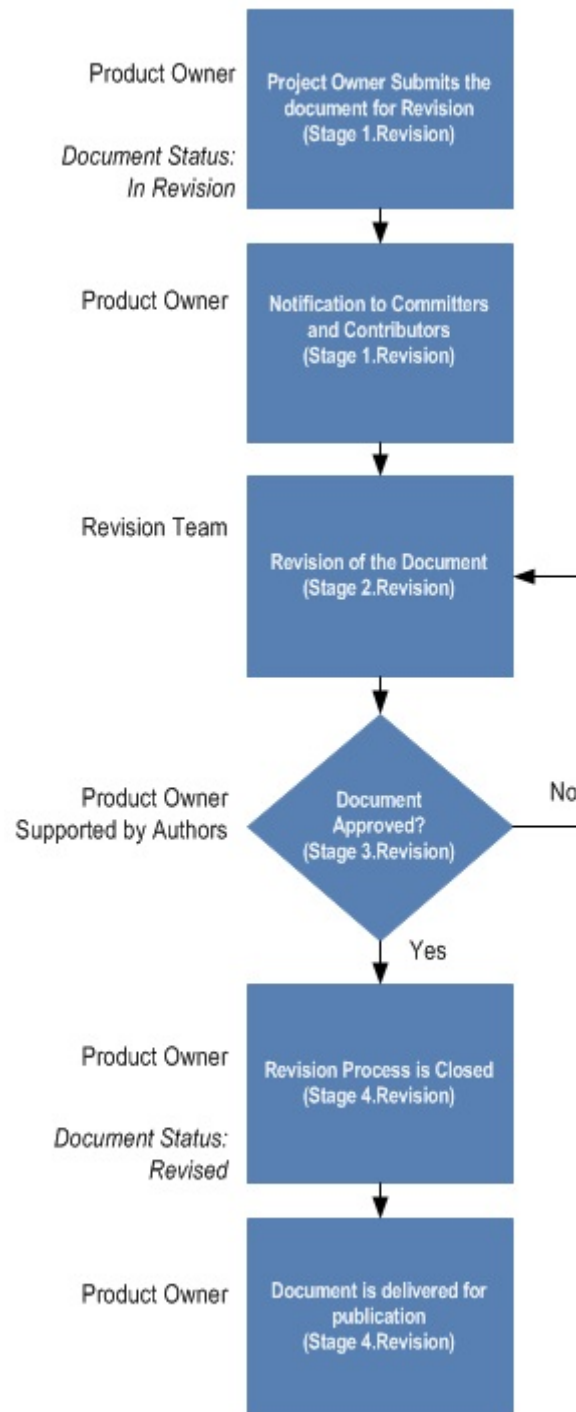 Product Owner
Project Owner Submits the
document for Revision
(Stage 1.Revision)
Document Status:
In Revision
Product Owner
Notification to Committers
and Contributors
(Stage 1.Revision)
Revision Team
Revision of the Document
(Stage 2.Revision)
Product Owner
Supported by Authors
Document
Approved?
(Stage 3.Revision)
No
Yes
Product Owner
Revision Process is Closed
(Stage 4.Revision)
Document Status:
Revised
Product Owner
Document is delivered for
publication
(Stage 4.Revision)